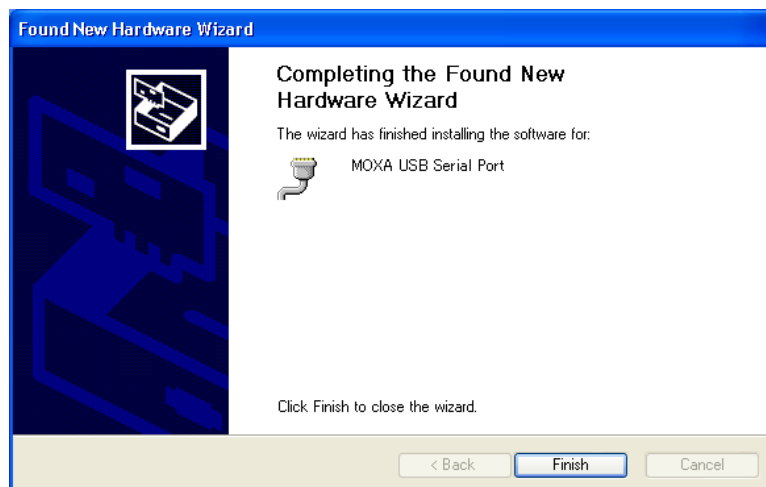 Found New Hardware Wizard
Completing the Found New
Hardware Wizard
The wizard has finished installing the software for:
MOXA USB Serial Port
Click Finish to close the wizard.
< Back
Finish
Cancel